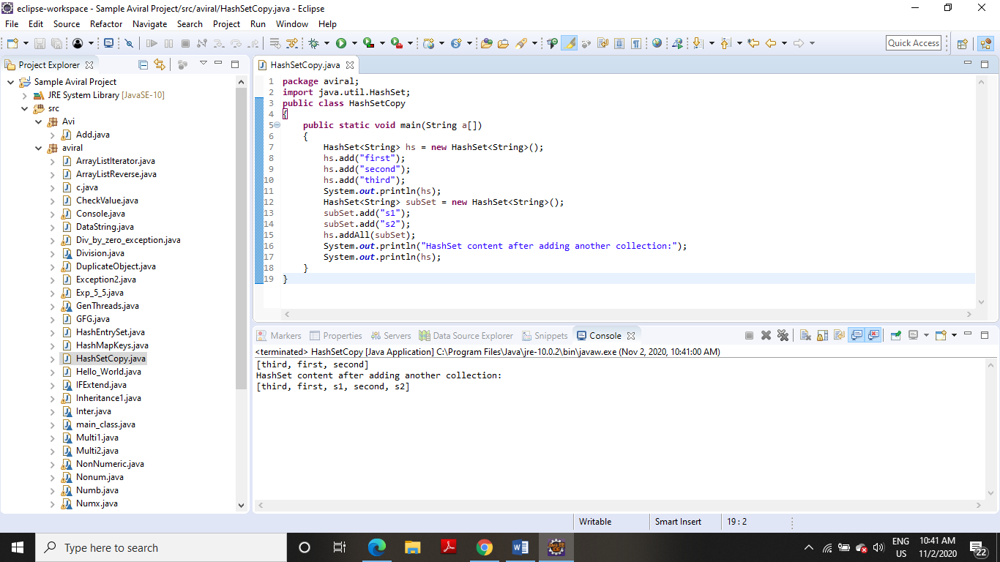 eclipse-workspace - Sample Aviral Project/src/aviral/HashSetCopy.java - Eclipse
File Edit Source Refactor Navigate Search Project Run Window Help
Quick Access
Project Explorer
Sample Aviral Project
JRE System Library [JavaSE-10]
src
Avi
Add.java
aviral
ArrayListIterator.java
ArrayListReverse.java
c.java
CheckValue.java
Console.java
DataString.java
Div_by_zero_exception.java
Division.java
DuplicateObject.java
Exception2.java
Exp_5_5.java
GenThreads.java
GFG.java
HashEntrySet.java
HashMapKeys.java
HashSetCopy.java
Hello_World.java
IFExtend.java
Inheritance1.java
Inter.java
main_class.java
Multi1.java
Multi2.java
NonNumeric.java
Nonum.java
Numb.java
Numx.java
HashSetCopy.java
1 package aviral;
2 import java.util.HashSet;
3 public class HashSetCopy
4 {
5 public static void main(String a[])
6 {
7 HashSet<String> hs = new HashSet<String>();
8 hs.add("first");
9 hs.add("second");
10 hs.add("third");
11 System.out.println(hs);
12 HashSet<String> subSet = new HashSet<String>();
13 subSet.add("s1");
14 subSet.add("s2");
15 hs.addAll(subSet);
16 System.out.println("HashSet content after adding another collection:");
17 System.out.println(hs);
18 }
19 }
Markers Properties Servers Data Source Explorer Snippets Console
<terminated> HashSetCopy [Java Application] C:\Program Files\Java\jre-10.0.2\bin\javaw.exe (Nov 2, 2020, 10:41:00 AM)
[third, first, second]
HashSet content after adding another collection:
[third, first, s1, second, s2]
Writable Smart Insert 19 : 2
Type here to search
ENG
US
10:41 AM
11/2/2020
22